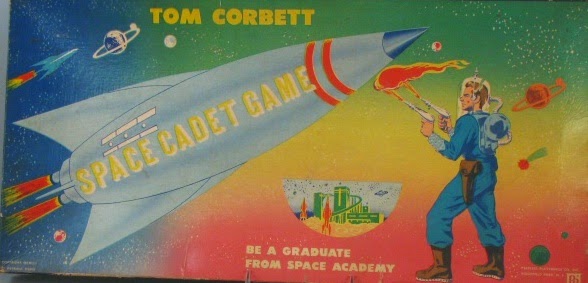 TOM CORBETT
SPACE CADET GAME
BE A GRADUATE
FROM SPACE ACADEMY